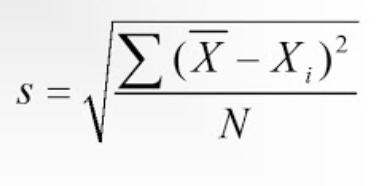 s = √(∑(X̅ – Xᵢ)² / N)